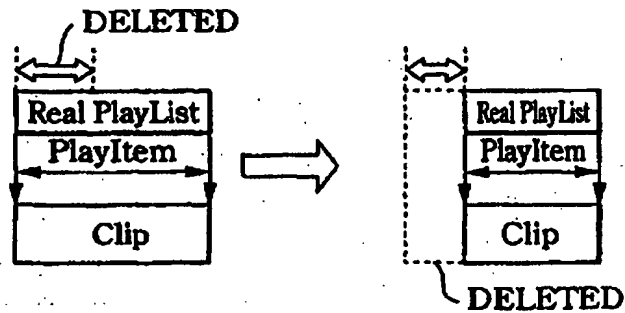 DELETED
Real PlayList
PlayItem
Clip
Real PlayList
PlayItem
Clip
DELETED